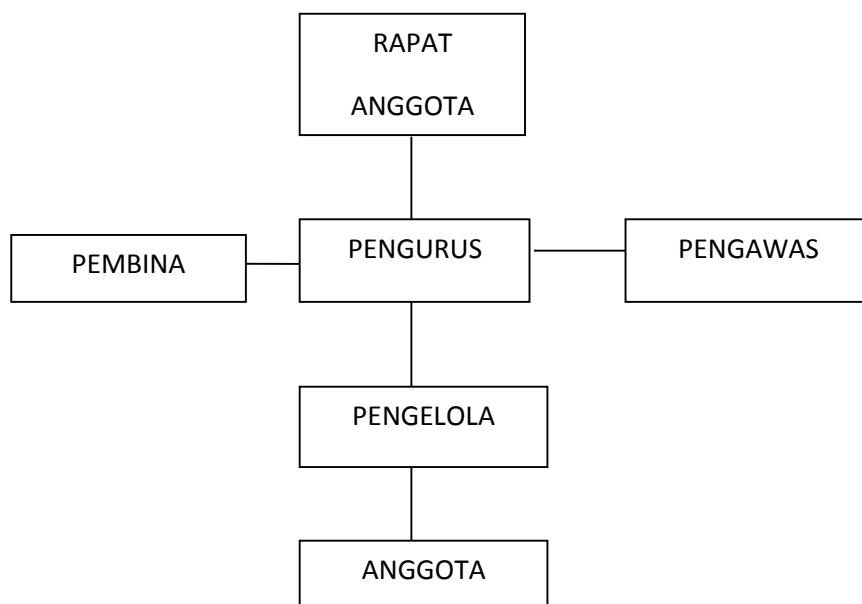 RAPAT
ANGGOTA
PEMBINA
PENGURUS
PENGAWAS
PENGELOLA
ANGGOTA